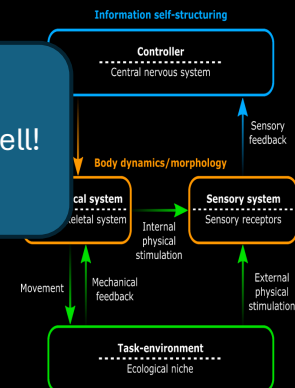 Information self-structuring
Controller
Central nervous system
ell!
Sensory
feedback
Body dynamics/morphology
cal system
keletal system
Sensory system
Sensory receptors
Internal
physical
stimulation
Movement
Mechanical
feedback
External
physical
stimulation
Task-environment
Ecological niche